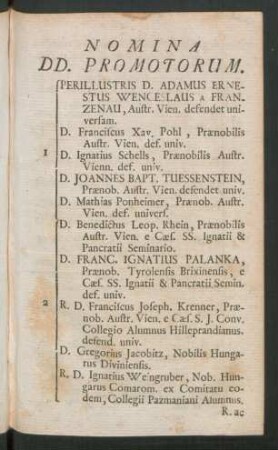 NOMINA
DD. PROMOTORUM.
PERILLUSTRIS D. ADAMUS ERNE-
STUS WENCESLAUS a FRAN-
ZENAU, Austr. Vien. defendet uni-
versam.
D. Franciscus Xav. Pohl, Prænobilis
Austr. Vien. def. univ.
1
D. Ignatius Schells, Prænobilis Austr.
Vienn. def. univ.
D. JOANNES BAPT. TUESSENSTEIN,
Prænob. Austr. Vien. defendet univ.
D. Mathias Ponheimer, Prænob. Austr.
Vien. def. univers.
D. Benedictus Leop. Rhein, Prænobilis
Austr. Vien. e Cæs. SS. Ignatii &
Pancratii Seminario.
D. FRANC. IGNATIUS PALANKA,
Prænob. Tyrolensis Brixinensis, e
Cæs. SS. Ignatii & Pancratii Semin.
def. univ.
2
R. D. Franciscus Joseph. Krenner, Præ-
nob. Austr. Vien. e Cæs. S. J. Conv.
Collegio Alumnus Hilleprandianus.
defend. univ.
D. Gregorius Jacobitz, Nobilis Hunga-
rus Diviniensis.
R. D. Ignatius Weingruber, Nob. Hun-
garus Comarom. ex Comitatu eo-
dem, Collegii Pazmaniani Alumnus.
R. ac